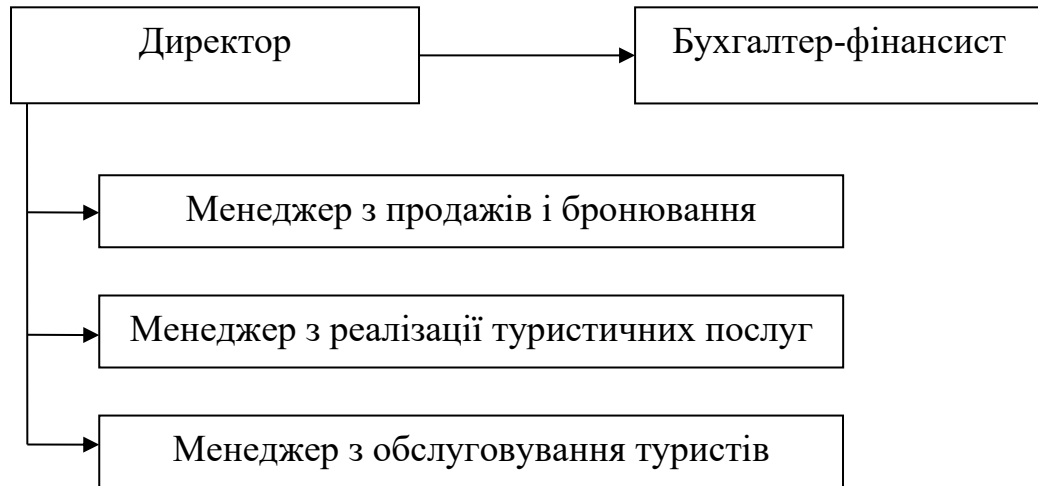 Директор
Бухгалтер-фінансист
Менеджер з продажів і бронювання
Менеджер з реалізації туристичних послуг
Менеджер з обслуговування туристів